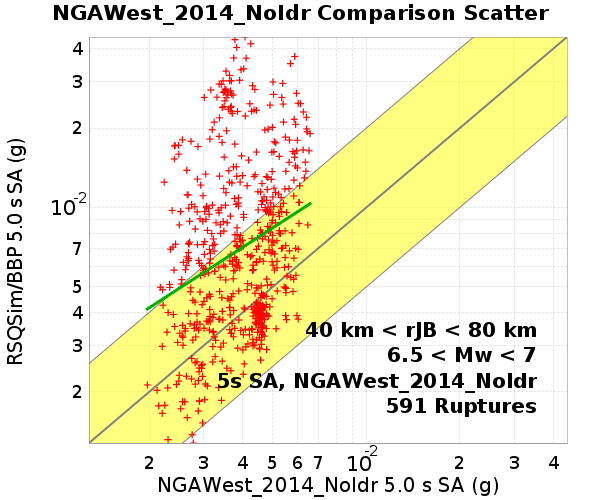 NGAWest_2014_NoIdr Comparison Scatter
RSQSim/BBP 5.0 s SA (g)
4
3
2
10-2
7
5
4
3
2
40 km < rJB < 80 km
6.5 < Mw < 7
5s SA, NGAWest_2014_NoIdr
591 Ruptures
2 3 4 5 6 7 10-2 2 3 4
NGAWest_2014_NoIdr 5.0 s SA (g)